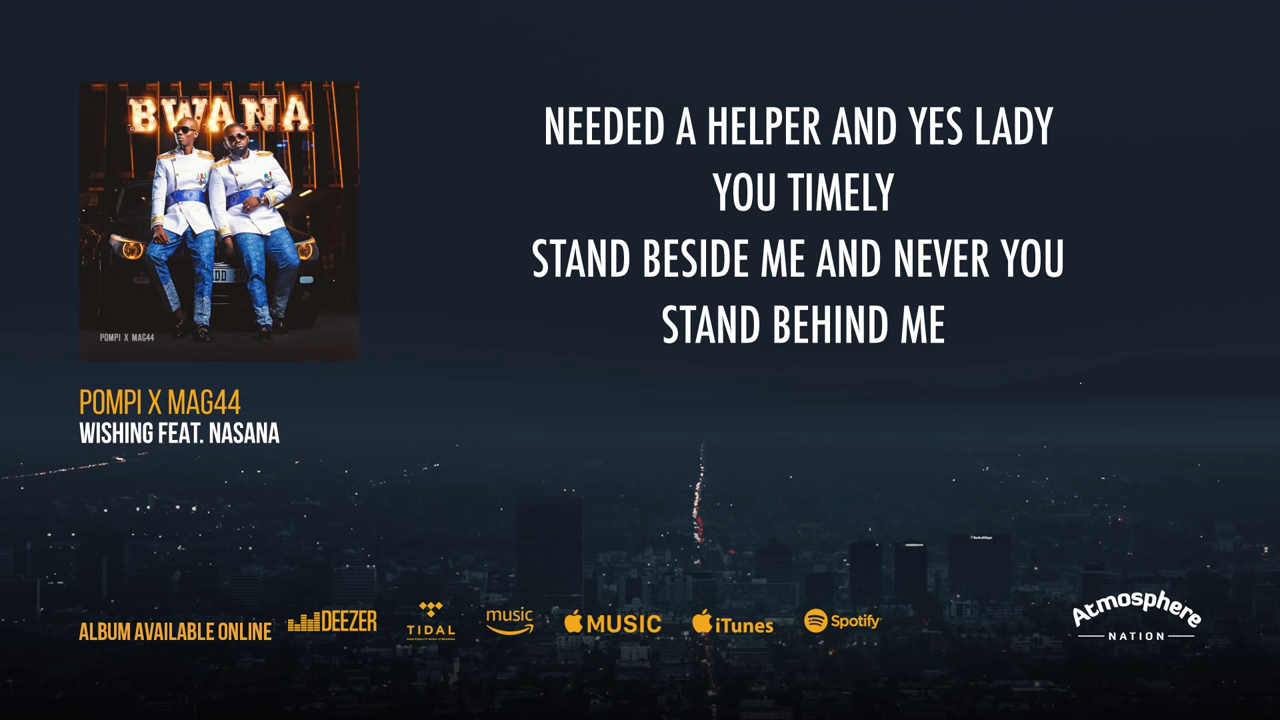 BWANA
POMPI X MAG44
POMPI X MAG44
WISHING FEAT. NASANA
NEEDED A HELPER AND YES LADY
YOU TIMELY
STAND BESIDE ME AND NEVER YOU
STAND BEHIND ME
ALBUM AVAILABLE ONLINE
DEEZER
TIDAL
music
MUSIC
iTunes
Spotify
Atmosphere
NATION